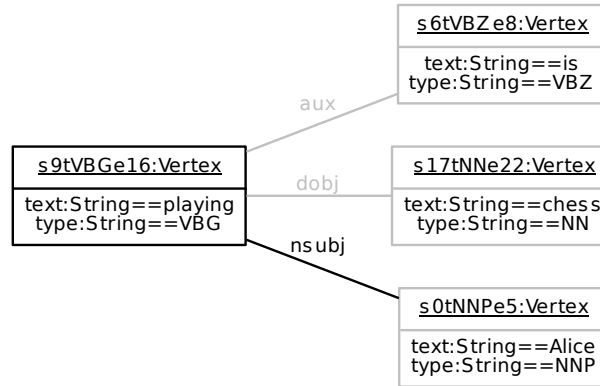 s6tVBZe8:Vertex
text:String==is
type:String==VBZ
aux
s9tVBGe16:Vertex
text:String==playing
type:String==VBG
dobj
s17tNNe22:Vertex
text:String==chess
type:String==NN
nsubj
s0tNNPe5:Vertex
text:String==Alice
type:String==NNP